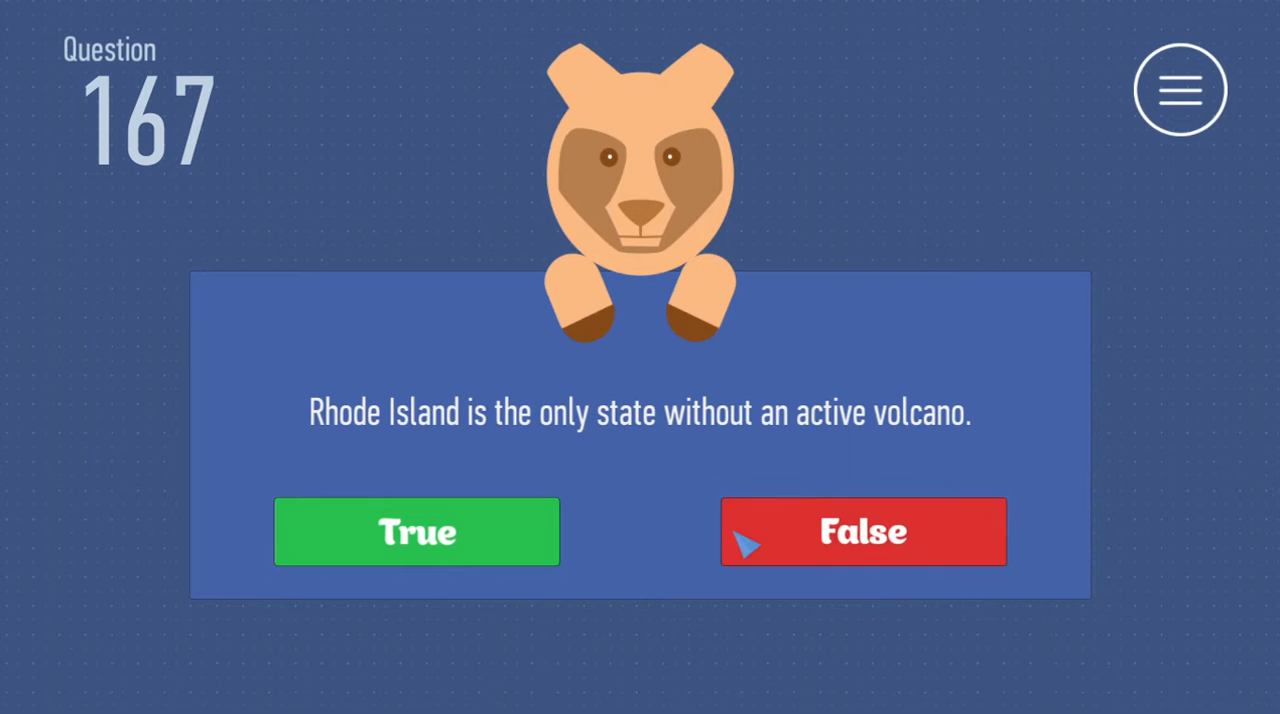 Question
167
Rhode Island is the only state without an active volcano.
True
False